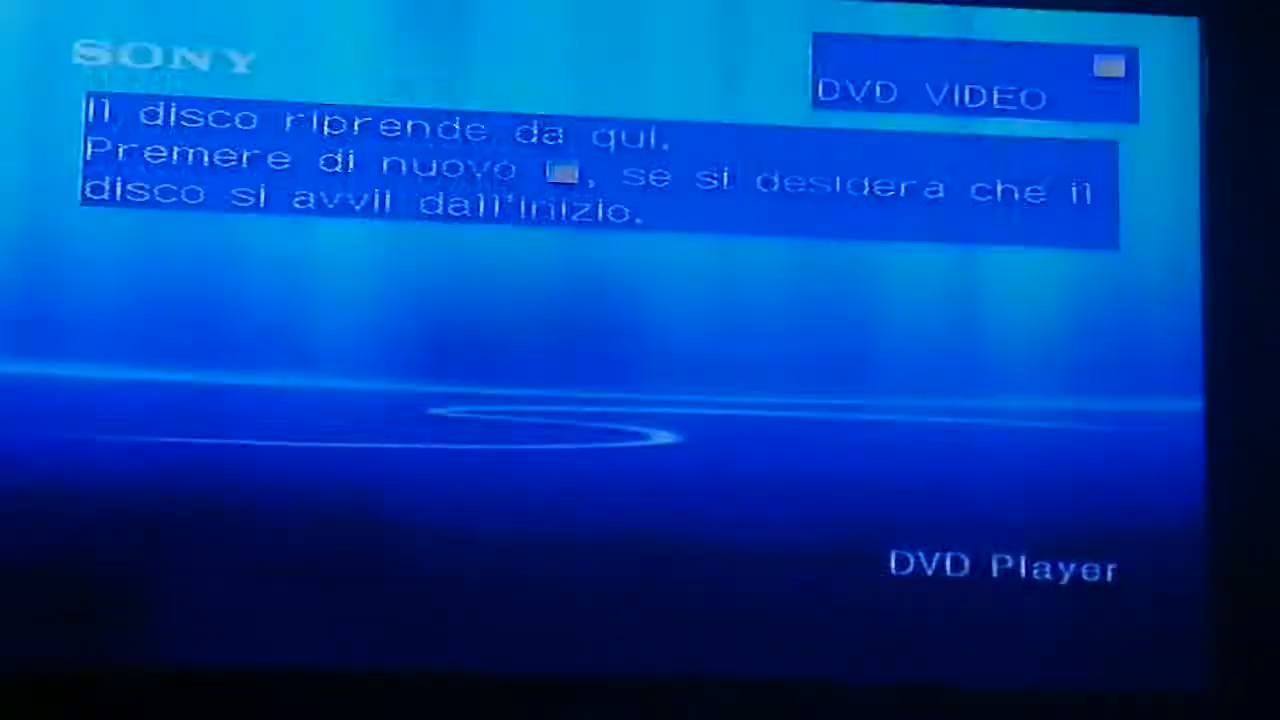 SONY
DVD VIDEO
Il disco riprende da qui.
Premere di nuovo ■, se si desidera che il
disco si avvii dall'inizio.
DVD Player